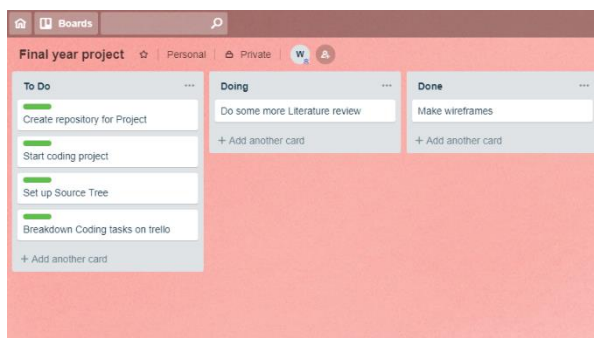 Boards
Final year project
Personal
Private
W
To Do
Create repository for Project
Start coding project
Set up Source Tree
Breakdown Coding tasks on trello
+ Add another card
Doing
Do some more Literature review
+ Add another card
Done
Make wireframes
+ Add another card